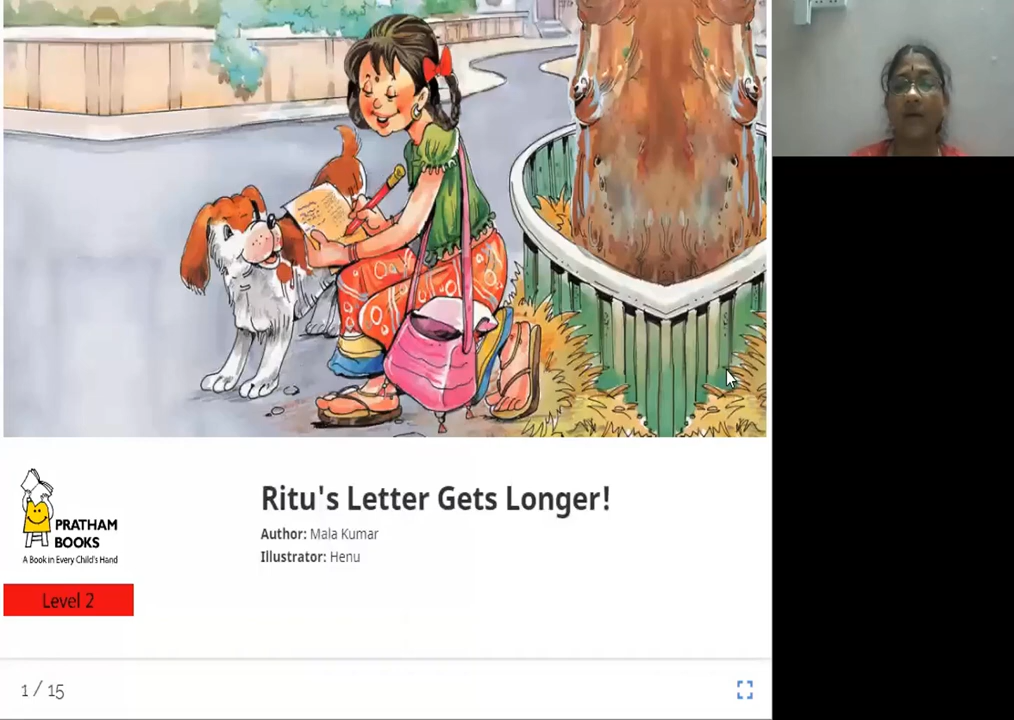 Ritu's Letter Gets Longer!
Author: Mala Kumar
Illustrator: Henu
PRATHAM
BOOKS
A Book in Every Child's Hand
Level 2
1 / 15